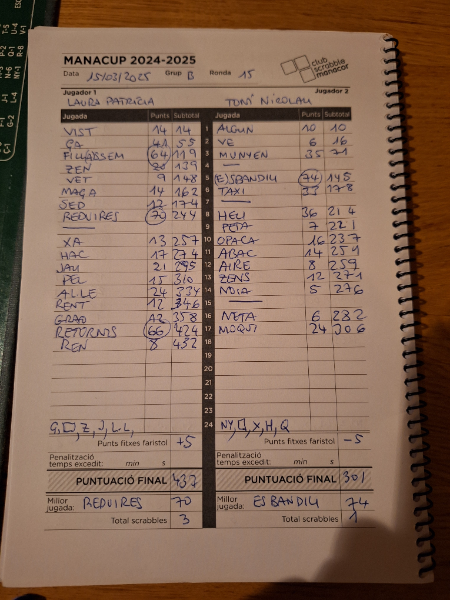 MANACUP 2024-2025
club scrabble manacor
Data 15/03/2025 Grup B Ronda 15
Jugador 1 Jugador 2
LAURA PATRICIA TONI NICOLAU
Jugada Punts Subtotal Jugada Punts Subtotal
VIST 14 14 1 ALGUN 10 10
ÇA 41 55 2 VE 6 16
64 119 3 MUNYEN 35 71
ZEN 20 139 4 —
VET 9 148 5 (E)SBANDIU 74 145
MAGA 14 162 6 TAXI 33 178
SED 12 174 7 —
REDUIRES 70 244 8 HELI 36 214
— 9 PETA 7 221
XA 13 257 10 OPACA 16 237
HAC 17 274 11 ABAC 14 251
JAU 21 295 12 AIRE 8 259
PEL 15 310 13 ZENS 12 271
ALLE 24 334 14 NOIA 5 276
RENT 12 346 15 —
GRAO 12 358 16 NETA 6 282
RETORNIS 66 424 17 MOQUI 24 306
REN 8 432 18
19
20
21
22
23
G, □, Z, J, L·L, 24 NY, □, X, H, Q
Punts fitxes faristol +5 Punts fitxes faristol -5
Penalització temps excedit: min s Penalització temps excedit: min s
PUNTUACIÓ FINAL 437 PUNTUACIÓ FINAL 301
Millor jugada: REDUIRES 70 Millor jugada: ESBANDIU 74
Total scrabbles 3 Total scrabbles 1